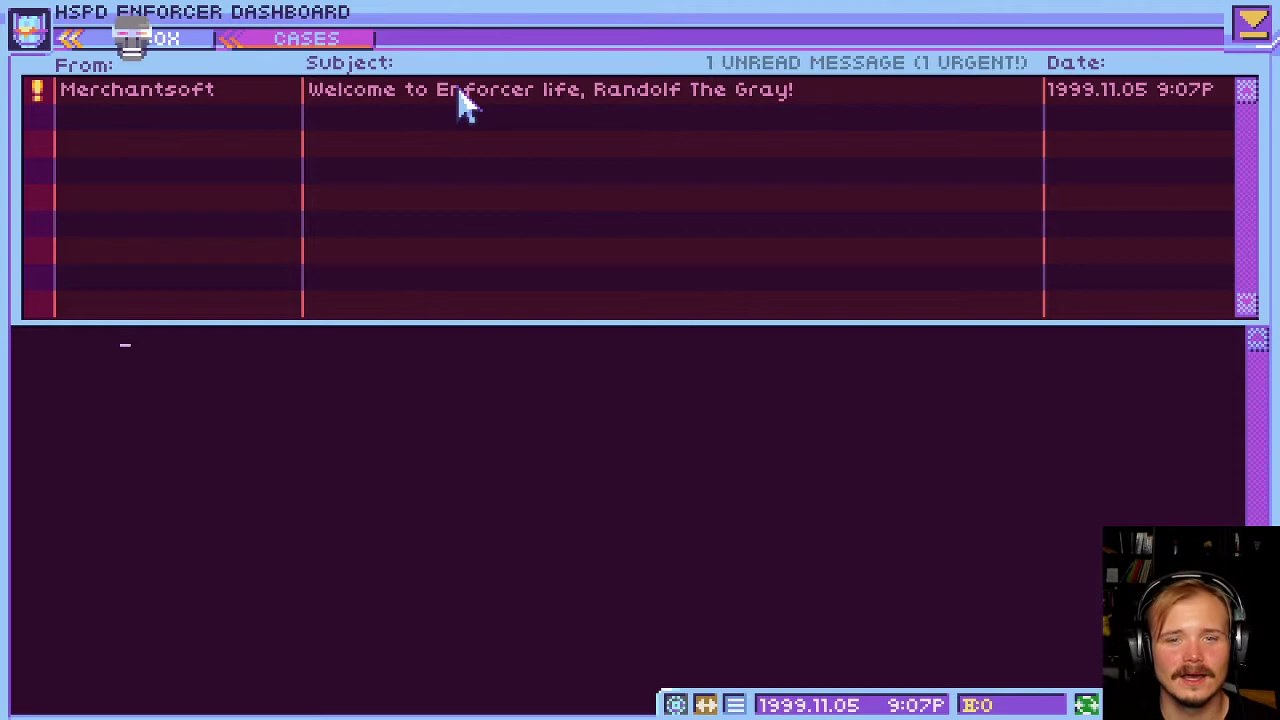 HSPD ENFORCER DASHBOARD
OX
CASES
From:
Subject:
1 UNREAD MESSAGE (1 URGENT!)
Date:
Merchantsoft
Welcome to Enforcer life, Randolf The Gray!
1999.11.05 9:07P
1999.11.05 9:07P
:0